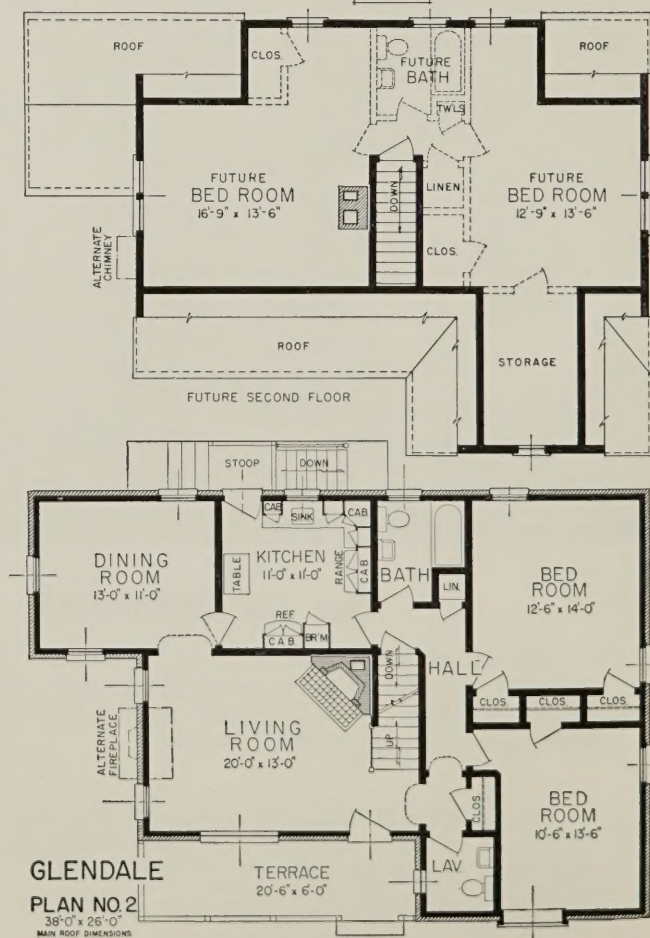 ROOF
CLOS.
FUTURE
BATH
ROOF
TWLS
FUTURE
BED ROOM
16'-9" x 13'-6"
DOWN
LINEN
FUTURE
BED ROOM
12'-9" x 13'-6"
ALTERNATE
CHIMNEY
CLOS.
ROOF
STORAGE
FUTURE SECOND FLOOR
STOOP
DOWN
CAB
SINK
CAB.
DINING
ROOM
13'-0" x 11'-0"
TABLE
KITCHEN
11'-0" x 11'-0"
RANGE
CAB
BATH
LIN.
BED
ROOM
12'-6" x 14'-0"
REF
CAB
BR'M
DOWN
HALL
CLOS.
CLOS.
CLOS.
LIVING
ROOM
20'-0" x 13'-0"
UP
ALTERNATE
FIREPLACE
CLOS.
BED
ROOM
10'-6" x 13'-6"
LAV.
TERRACE
20'-6" x 6'-0"
GLENDALE
PLAN NO. 2
38'-0" x 26'-0"
MAIN ROOF DIMENSIONS